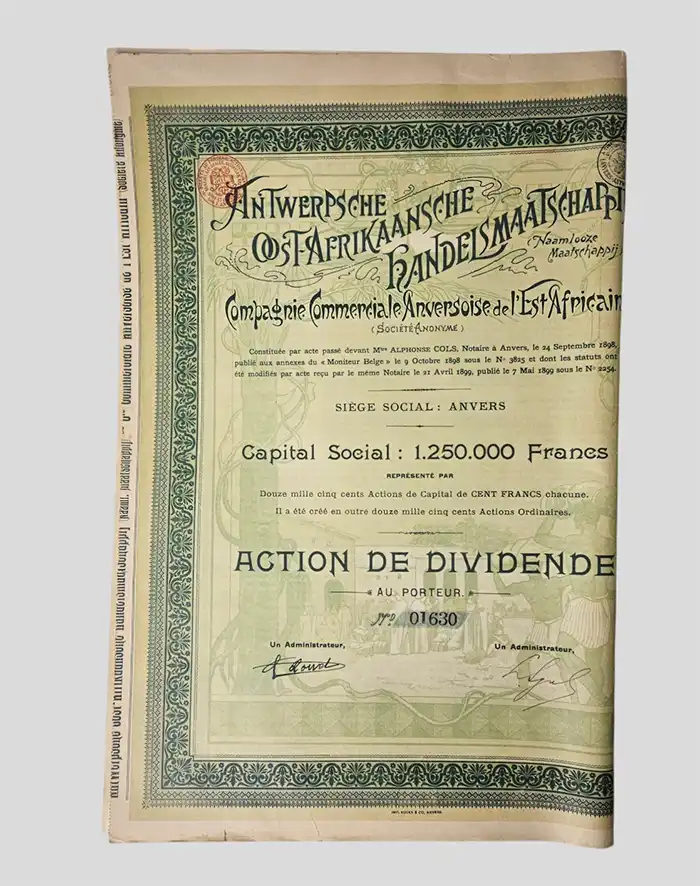 ANTWERPSCHE
OOST-AFRIKAANSCHE
HANDELSMAATSCHAPPIJ
(Naamlooze
Maatschappij)
Compagnie Commerciale Anversoise de l'Est Africain
(SOCIÉTÉ ANONYME)
Constituée par acte passé devant Mtre ALPHONSE COLS, Notaire à Anvers, le 24 Septembre 1898,
publié aux annexes du « Moniteur Belge » le 9 Octobre 1898 sous le No 3825 et dont les statuts ont
été modifiés par acte reçu par le même Notaire le 21 Avril 1899, publié le 7 Mai 1899 sous le No 2254.
SIÈGE SOCIAL : ANVERS
Capital Social : 1.250.000 Francs
REPRÉSENTÉ PAR
Douze mille cinq cents Actions de Capital de CENT FRANCS chacune.
Il a été créé en outre douze mille cinq cents Actions Ordinaires.
ACTION DE DIVIDENDE
AU PORTEUR.
No 01630
Un Administrateur,
Un Administrateur,